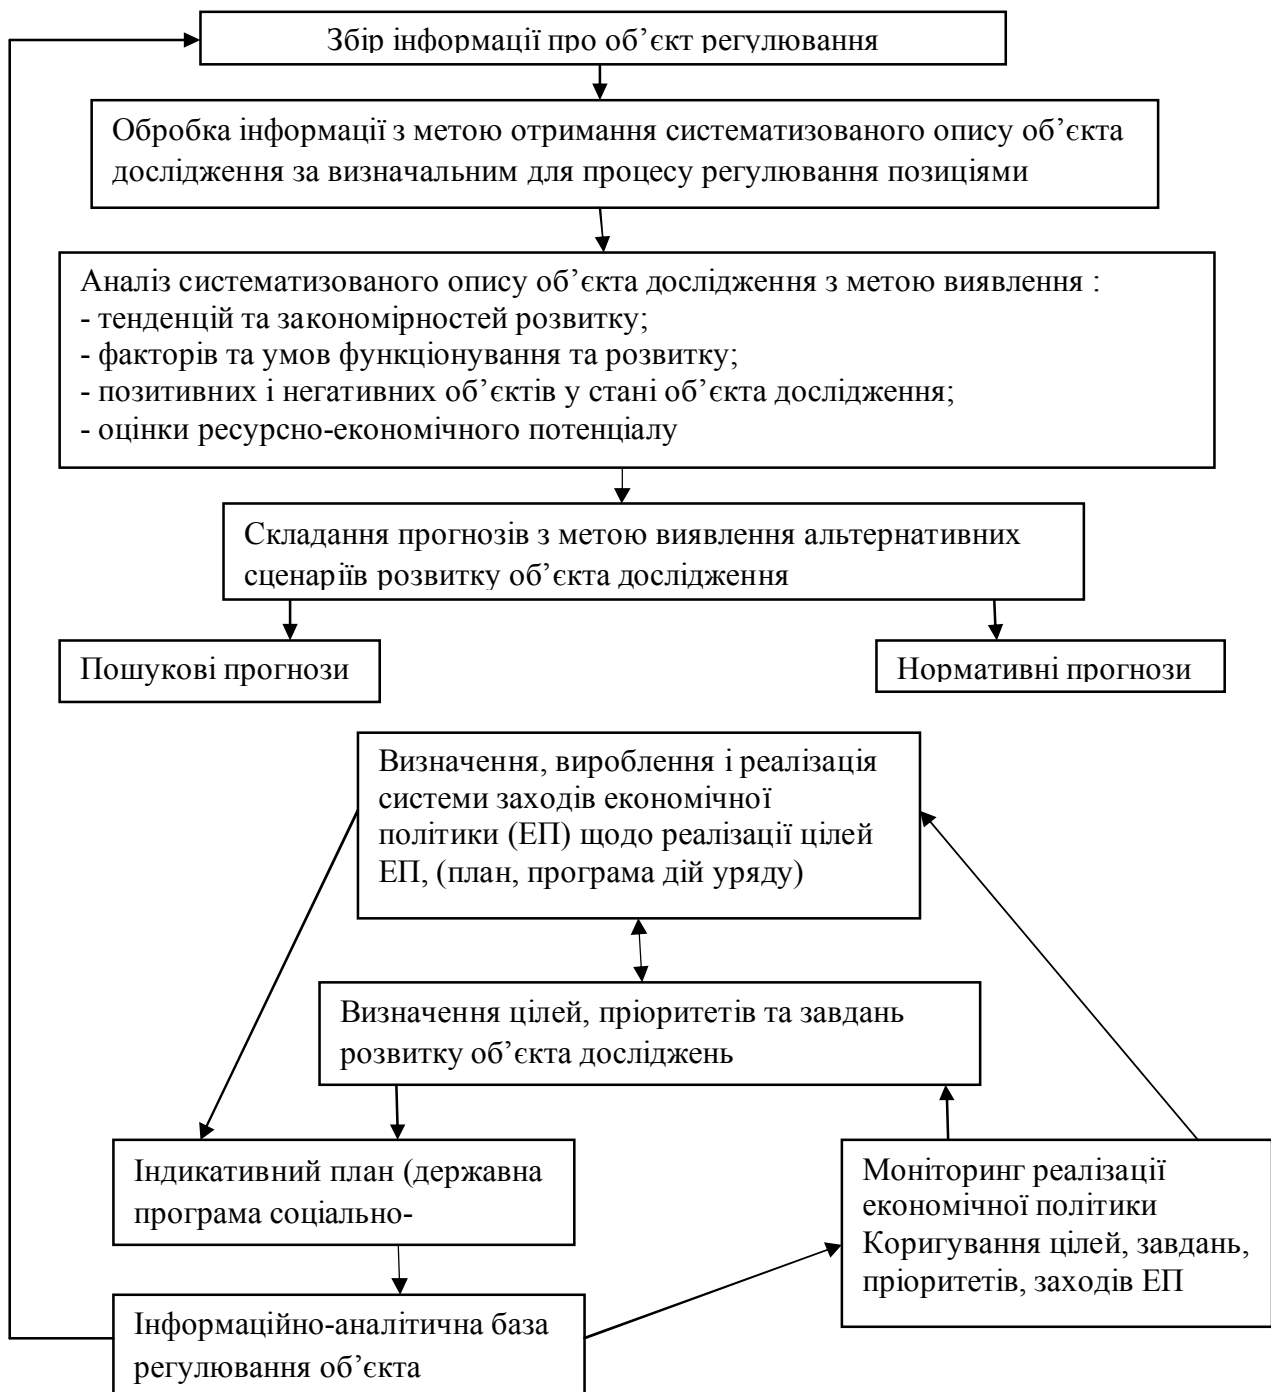 Збір інформації про об’єкт регулювання
Обробка інформації з метою отримання систематизованого опису об’єкта
дослідження за визначальним для процесу регулювання позиціями
Аналіз систематизованого опису об’єкта дослідження з метою виявлення :
- тенденцій та закономірностей розвитку;
- факторів та умов функціонування та розвитку;
- позитивних і негативних об’єктів у стані об’єкта дослідження;
- оцінки ресурсно-економічного потенціалу
Складання прогнозів з метою виявлення альтернативних
сценаріїв розвитку об’єкта дослідження
Пошукові прогнози
Нормативні прогнози
Визначення, вироблення і реалізація
системи заходів економічної
політики (ЕП) щодо реалізації цілей
ЕП, (план, програма дій уряду)
Визначення цілей, пріоритетів та завдань
розвитку об’єкта досліджень
Індикативний план (державна
програма соціально-
Моніторинг реалізації
економічної політики
Коригування цілей, завдань,
пріоритетів, заходів ЕП
Інформаційно-аналітична база
регулювання об’єкта